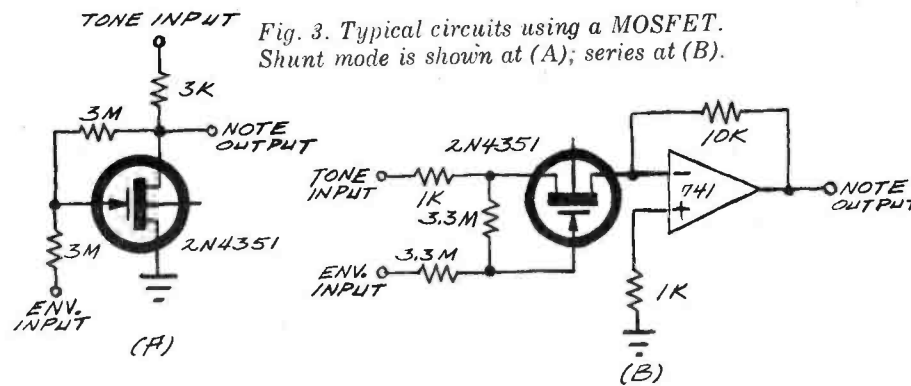 Fig. 3. Typical circuits using a MOSFET.
Shunt mode is shown at (A); series at (B).
TONE INPUT
3K
3M
NOTE
OUTPUT
2N4351
3M
ENV.
INPUT
(A)
2N4351
10K
TONE
INPUT
1K
3.3M
741
-
+
NOTE
OUTPUT
3.3M
ENV.
INPUT
1K
(B)